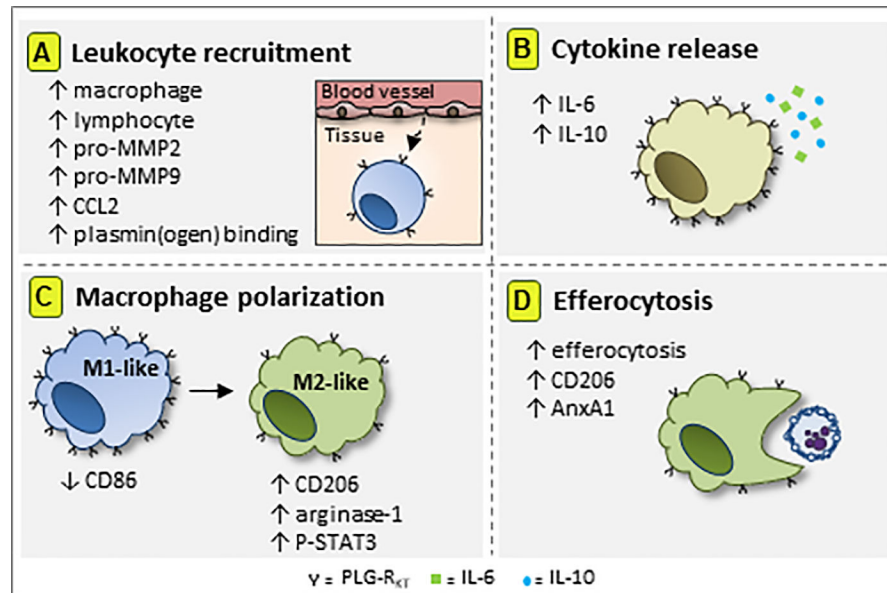 A Leukocyte recruitment
↑ macrophage
↑ lymphocyte
↑ pro-MMP2
↑ pro-MMP9
↑ CCL2
↑ plasmin(ogen) binding
Blood vessel
Tissue
B Cytokine release
↑ IL-6
↑ IL-10
C Macrophage polarization
M1-like
M2-like
↓ CD86
↑ CD206
↑ arginase-1
↑ P-STAT3
D Efferocytosis
↑ efferocytosis
↑ CD206
↑ AnxA1
Y = PLG-RKT = IL-6 = IL-10